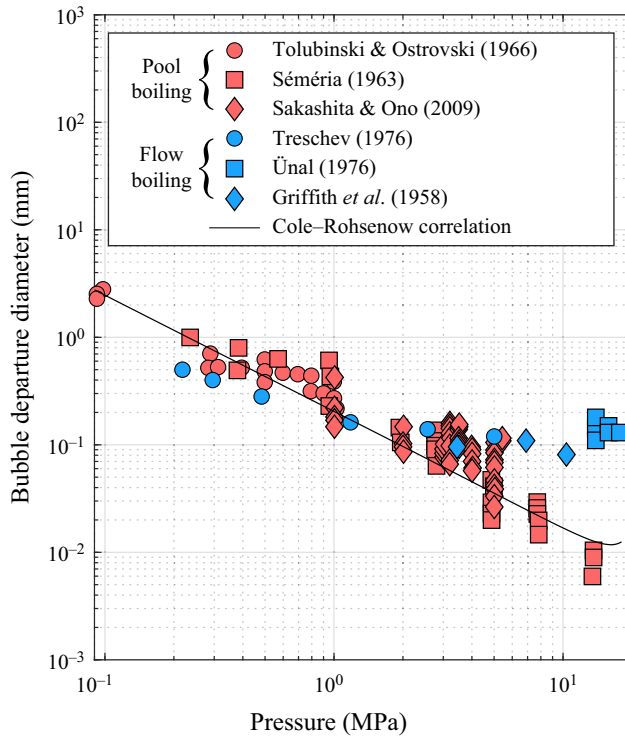 10³
10²
10¹
10⁰
10⁻¹
10⁻²
10⁻³
Bubble departure diameter (mm)
Pool boiling
Tolubinski & Ostrovski (1966)
Séméria (1963)
Sakashita & Ono (2009)
Flow boiling
Treschev (1976)
Ünal (1976)
Griffith et al. (1958)
Cole–Rohsenow correlation
10⁻¹
10⁰
10¹
Pressure (MPa)